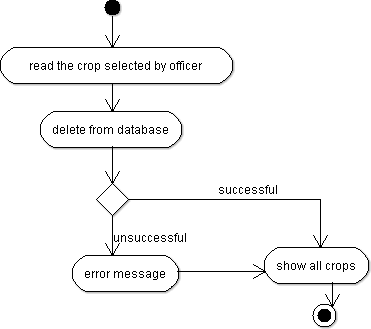 read the crop selected by officer
delete from database
successful
unsuccessful
error message
show all crops